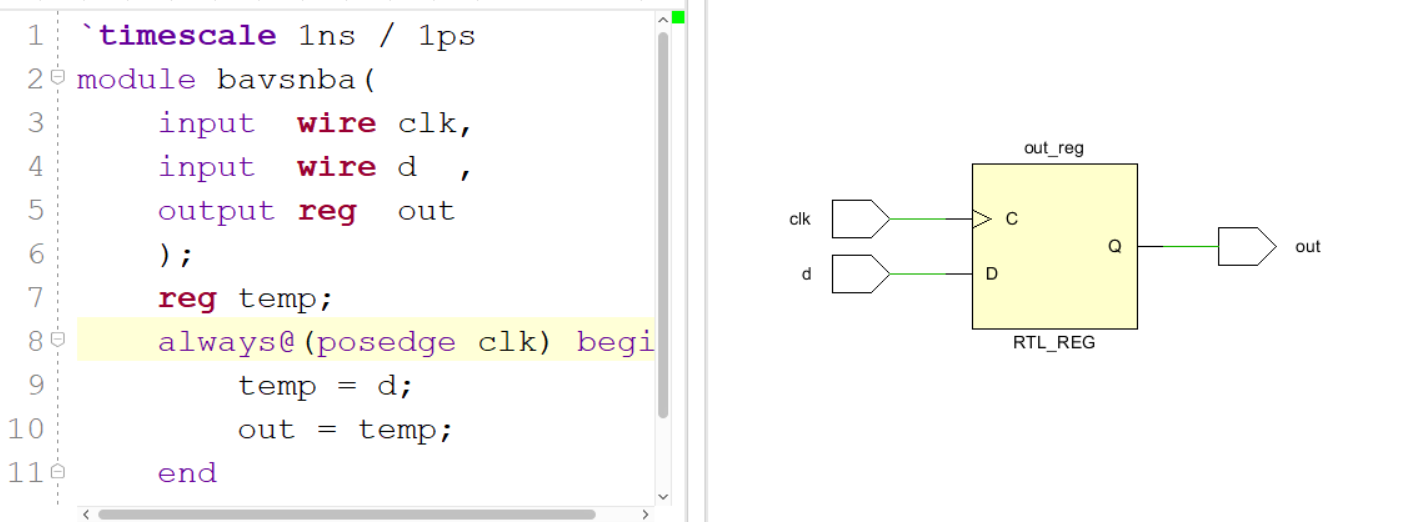 1 `timescale 1ns / 1ps
2 module bavsnba(
3 input wire clk,
4 input wire d ,
5 output reg out
6 );
7 reg temp;
8 always@(posedge clk) begi
9 temp = d;
10 out = temp;
11 end
out_reg
clk
C
Q
out
d
D
RTL_REG